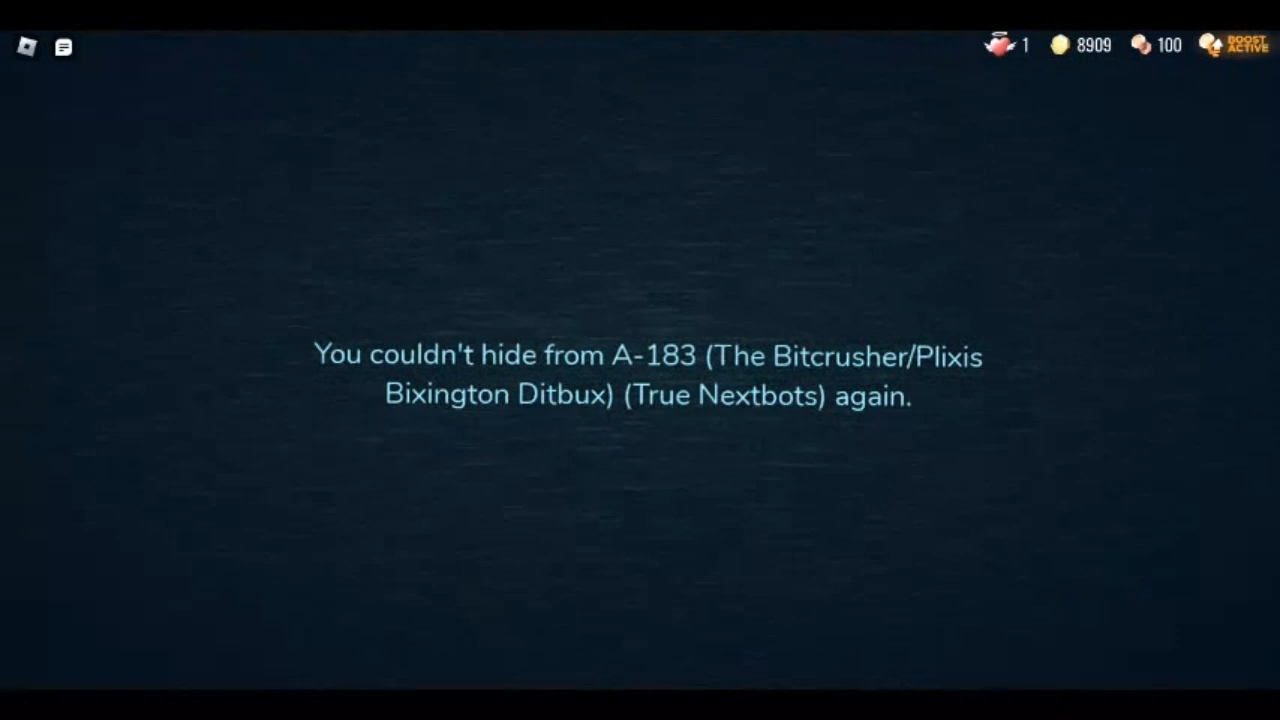 1 8909 100 BOOST ACTIVE
You couldn't hide from A-183 (The Bitcrusher/Plixis
Bixington Ditbux) (True Nextbots) again.